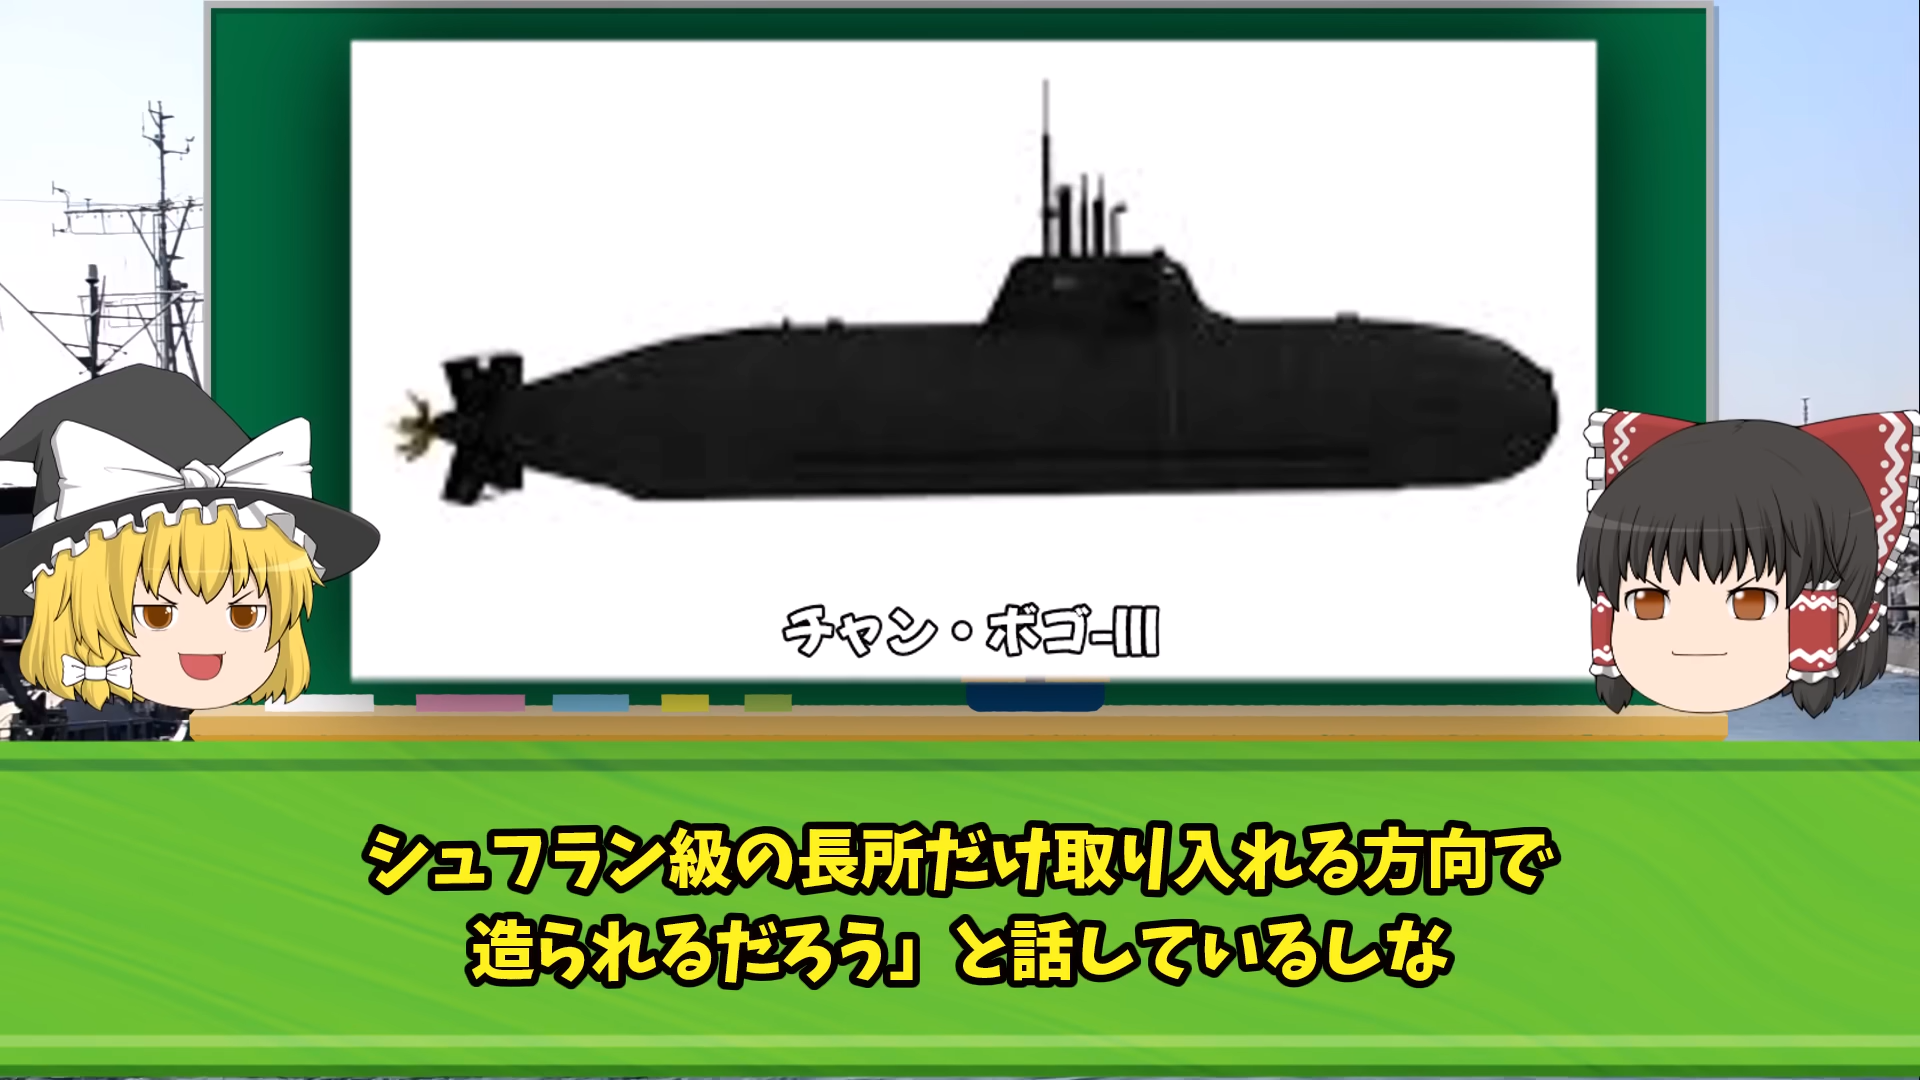 チャン・ボゴ-III
シュフラン級の長所だけ取り入れる方向で
造られるだろう」と話しているしな